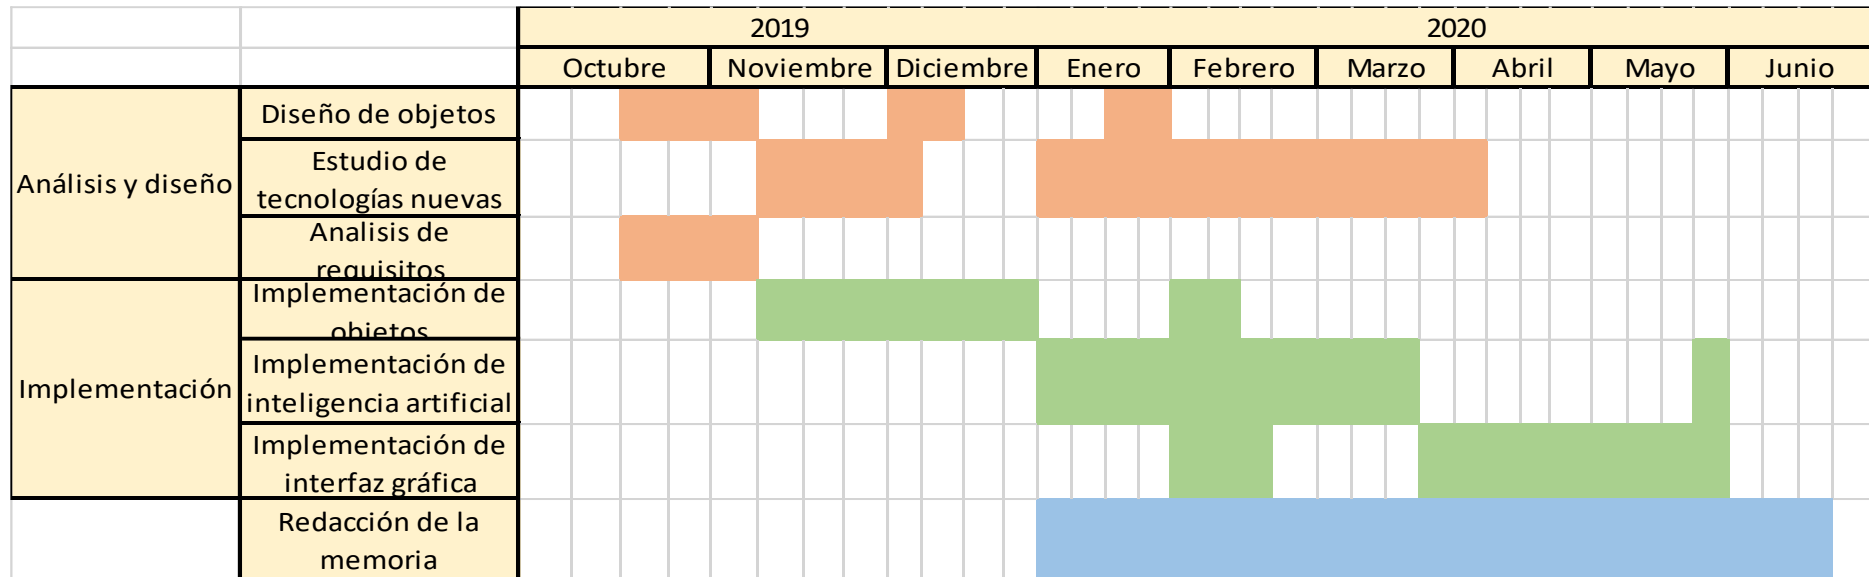 2019
2020
Octubre
Noviembre
Diciembre
Enero
Febrero
Marzo
Abril
Mayo
Junio
Análisis y diseño
Diseño de objetos
Estudio de
tecnologías nuevas
Analisis de
requisitos
Implementación
Implementación de
objetos
Implementación de
inteligencia artificial
Implementación de
interfaz gráfica
Redacción de la
memoria